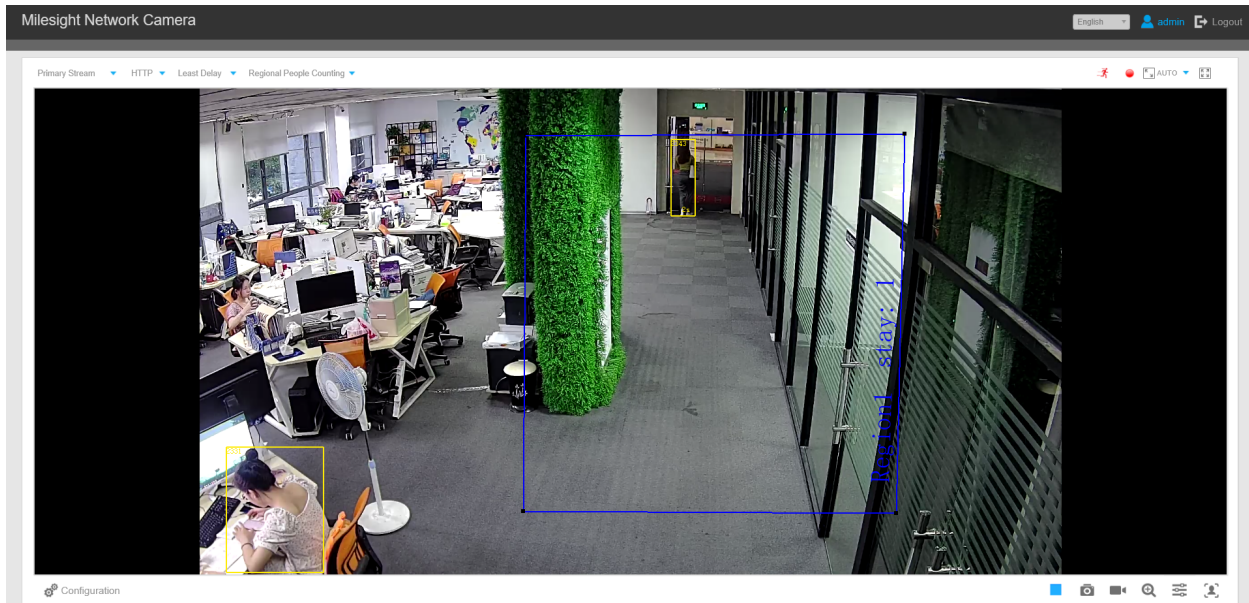 Milesight Network Camera
English
admin
Logout
Primary Stream
HTTP
Least Delay
Regional People Counting
AUTO
Region1 stay: 1
Configuration